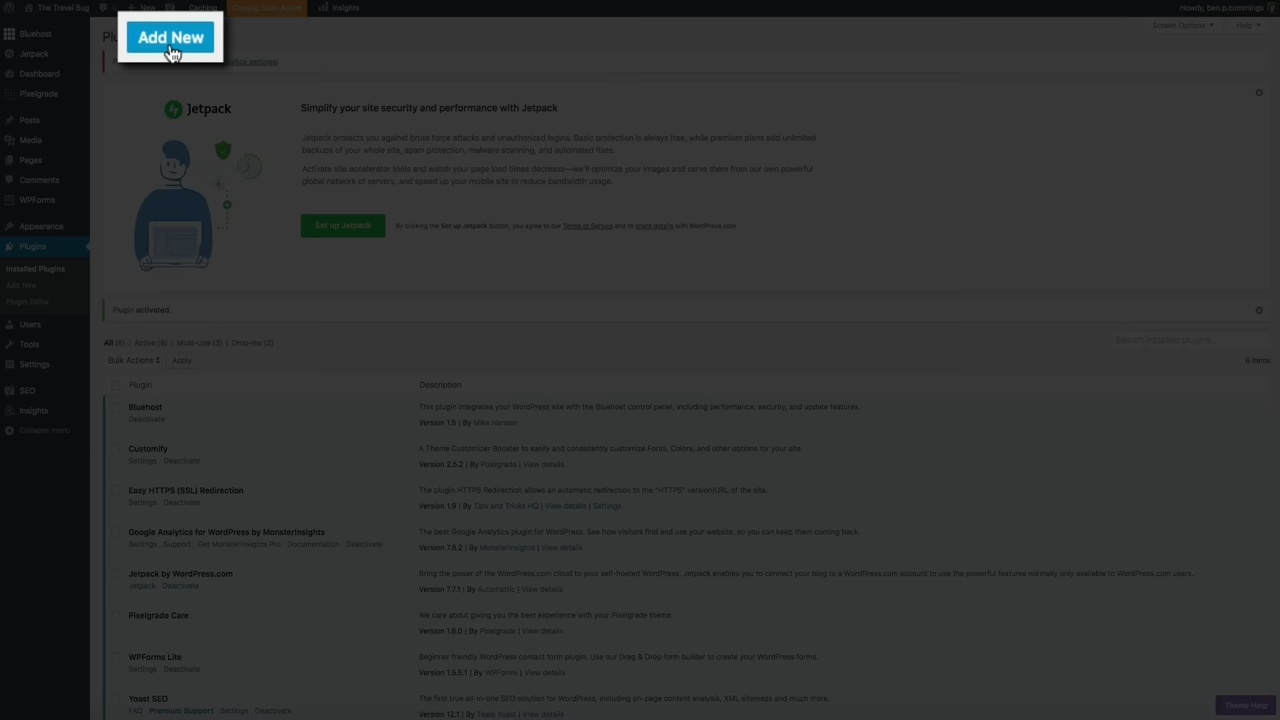 The Travel Bug
New
Caching
Coming Soon Active
Insights
Howdy, ben.p.cummings
Add New
Screen Options
Help
Bluehost
Jetpack
Dashboard
Pixelgrade
Posts
Media
Pages
Comments
WPForms
Appearance
Plugins
Installed Plugins
Add New
Plugin Editor
Users
Tools
Settings
SEO
Insights
Collapse menu
Jetpack
Simplify your site security and performance with Jetpack
Jetpack protects you against brute force attacks and unauthorized logins. Basic protection is always free, while premium plans add unlimited
backups of your whole site, spam protection, malware scanning, and automated fixes.
Activate site accelerator tools and watch your page load times decrease—we'll optimize your images and serve them from our own powerful
global network of servers, and speed up your mobile site to reduce bandwidth usage.
Set up Jetpack
By clicking the Set up Jetpack button, you agree to our Terms of Service and to share details with WordPress.com.
Plugin activated.
All (8) | Active (8) | Must-Use (3) | Drop-ins (2)
Search installed plugins...
Bulk Actions
Apply
8 items
Plugin
Description
Bluehost
Deactivate
This plugin integrates your WordPress site with the Bluehost control panel, including performance, security, and update features.
Version 1.5 | By Mike Hansen
Customify
Settings Deactivate
A Theme Customizer Booster to easily and consistently customize Fonts, Colors, and other options for your site.
Version 2.5.2 | By Pixelgrade | View details
Easy HTTPS (SSL) Redirection
Settings Deactivate
The plugin HTTPS Redirection allows an automatic redirection to the "HTTPS" version/URL of the site.
Version 1.9 | By Tips and Tricks HQ | View details | Settings
Google Analytics for WordPress by MonsterInsights
Settings Support Get MonsterInsights Pro Documentation Deactivate
The best Google Analytics plugin for WordPress. See how visitors find and use your website, so you can keep them coming back.
Version 7.8.2 | By MonsterInsights | View details
Jetpack by WordPress.com
Jetpack Deactivate
Bring the power of the WordPress.com cloud to your self-hosted WordPress. Jetpack enables you to connect your blog to a WordPress.com account to use the powerful features normally only available to WordPress.com users.
Version 7.7.1 | By Automattic | View details
Pixelgrade Care
We care about giving you the best experience with your Pixelgrade theme.
Version 1.6.0 | By Pixelgrade | View details
WPForms Lite
Settings Deactivate
Beginner friendly WordPress contact form plugin. Use our Drag & Drop form builder to create your WordPress forms.
Version 1.5.5.1 | By WPForms | View details
Yoast SEO
FAQ Premium Support Settings Deactivate
The first true all-in-one SEO solution for WordPress, including on-page content analysis, XML sitemaps and much more.
Version 12.1 | By Team Yoast | View details
Theme Help